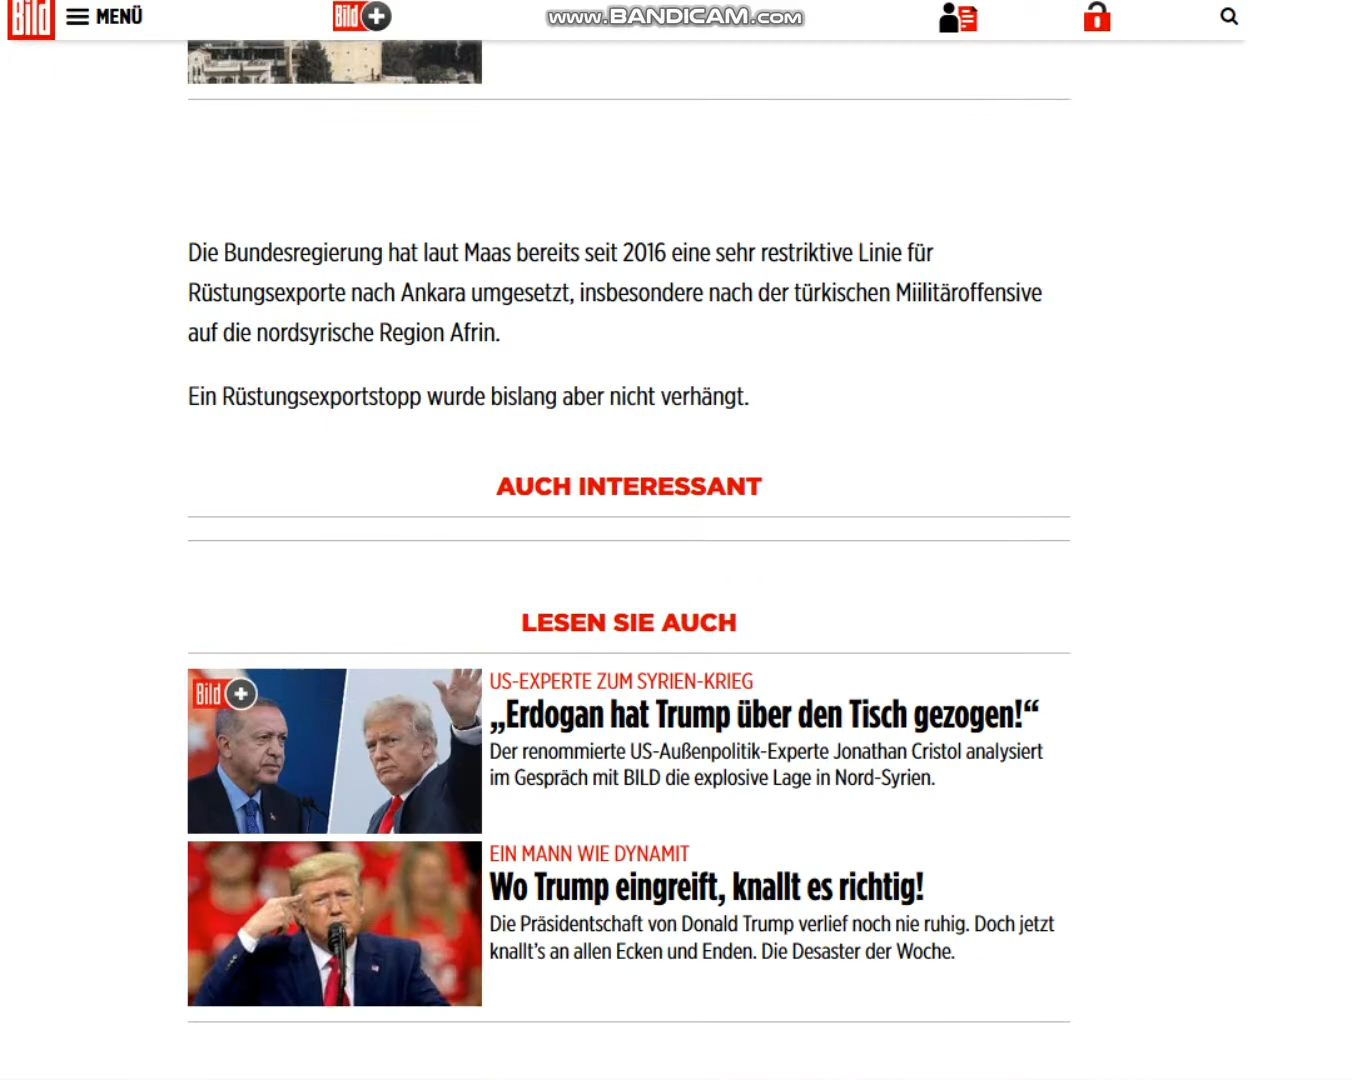 Bild MENÜ Bild www.BANDICAM.com
Die Bundesregierung hat laut Maas bereits seit 2016 eine sehr restriktive Linie für
Rüstungsexporte nach Ankara umgesetzt, insbesondere nach der türkischen Miilitäroffensive
auf die nordsyrische Region Afrin.
Ein Rüstungsexportstopp wurde bislang aber nicht verhängt.
AUCH INTERESSANT
LESEN SIE AUCH
Bild
US-EXPERTE ZUM SYRIEN-KRIEG
„Erdogan hat Trump über den Tisch gezogen!“
Der renommierte US-Außenpolitik-Experte Jonathan Cristol analysiert
im Gespräch mit BILD die explosive Lage in Nord-Syrien.
EIN MANN WIE DYNAMIT
Wo Trump eingreift, knallt es richtig!
Die Präsidentschaft von Donald Trump verlief noch nie ruhig. Doch jetzt
knallt’s an allen Ecken und Enden. Die Desaster der Woche.